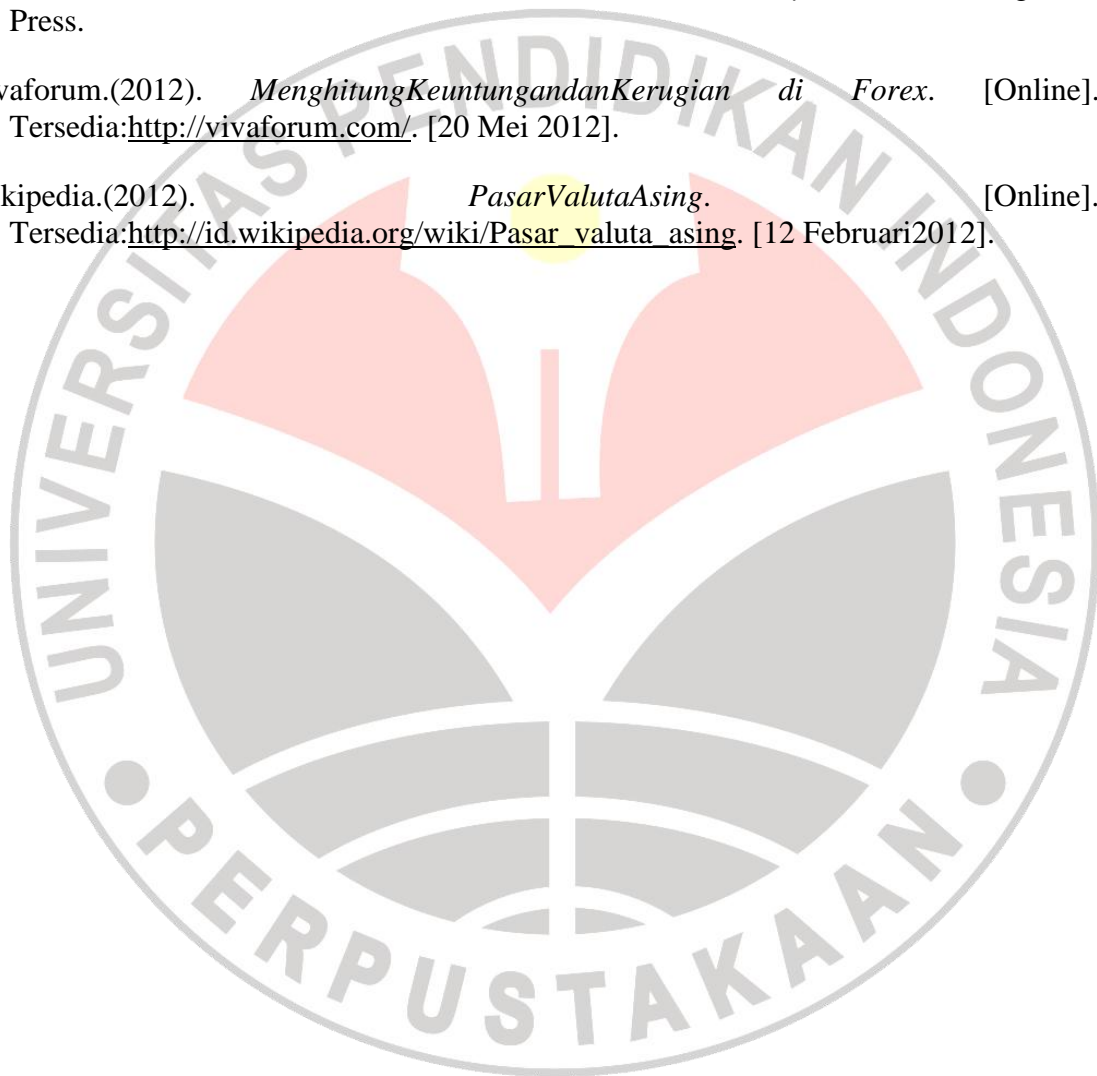 Press.
vaforum.(2012). MenghitungKeuntungandanKerugian di Forex. [Online].
Tersedia:http://vivaforum.com/. [20 Mei 2012].
kipedia.(2012). PasarValutaAsing. [Online].
Tersedia:http://id.wikipedia.org/wiki/Pasar_valuta_asing. [12 Februari2012].
UNIVERSITAS PENDIDIKAN INDONESIA
PERPUSTAKAAN